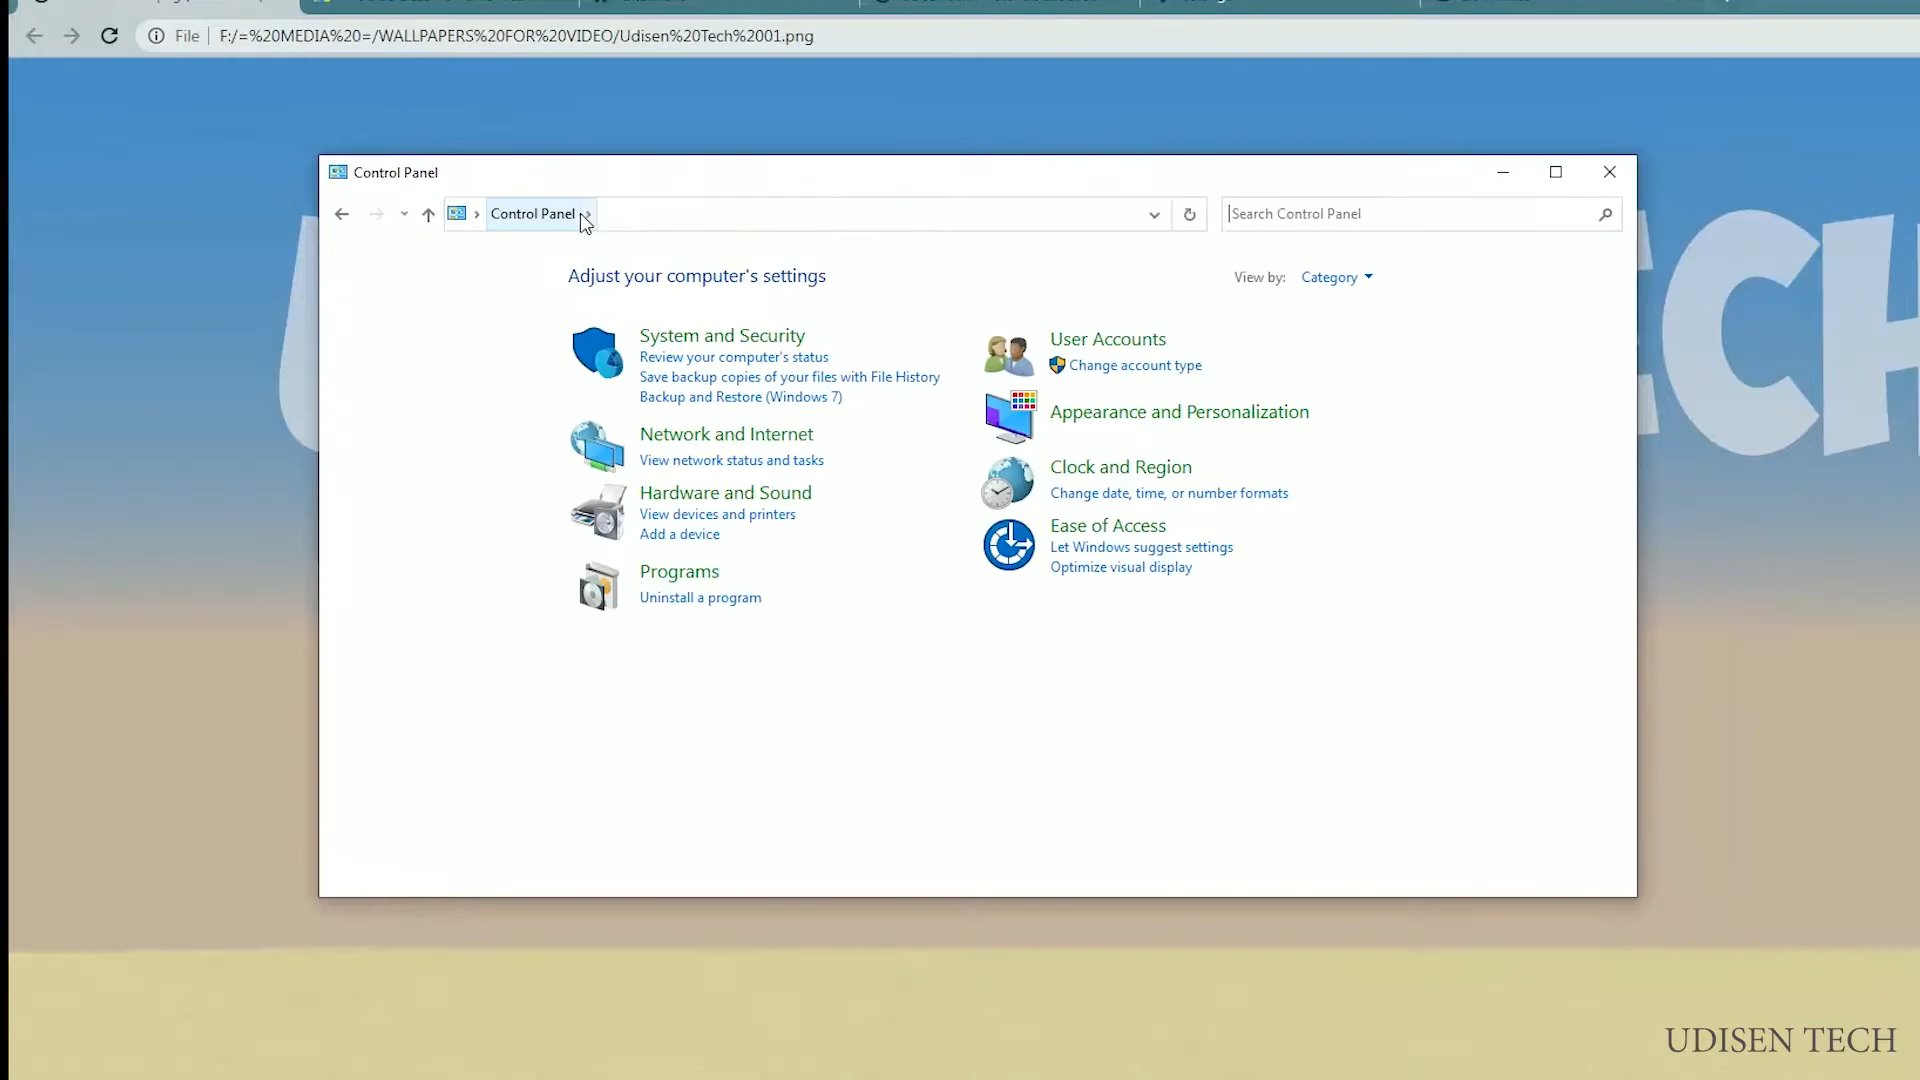 File
F:/=%20MEDIA%20=/WALLPAPERS%20FOR%20VIDEO/Udisen%20Tech%2001.png
Control Panel
Control Panel
Search Control Panel
Adjust your computer's settings
View by: Category
System and Security
Review your computer's status
Save backup copies of your files with File History
Backup and Restore (Windows 7)
Network and Internet
View network status and tasks
Hardware and Sound
View devices and printers
Add a device
Programs
Uninstall a program
User Accounts
Change account type
Appearance and Personalization
Clock and Region
Change date, time, or number formats
Ease of Access
Let Windows suggest settings
Optimize visual display
ECH
UDISEN TECH